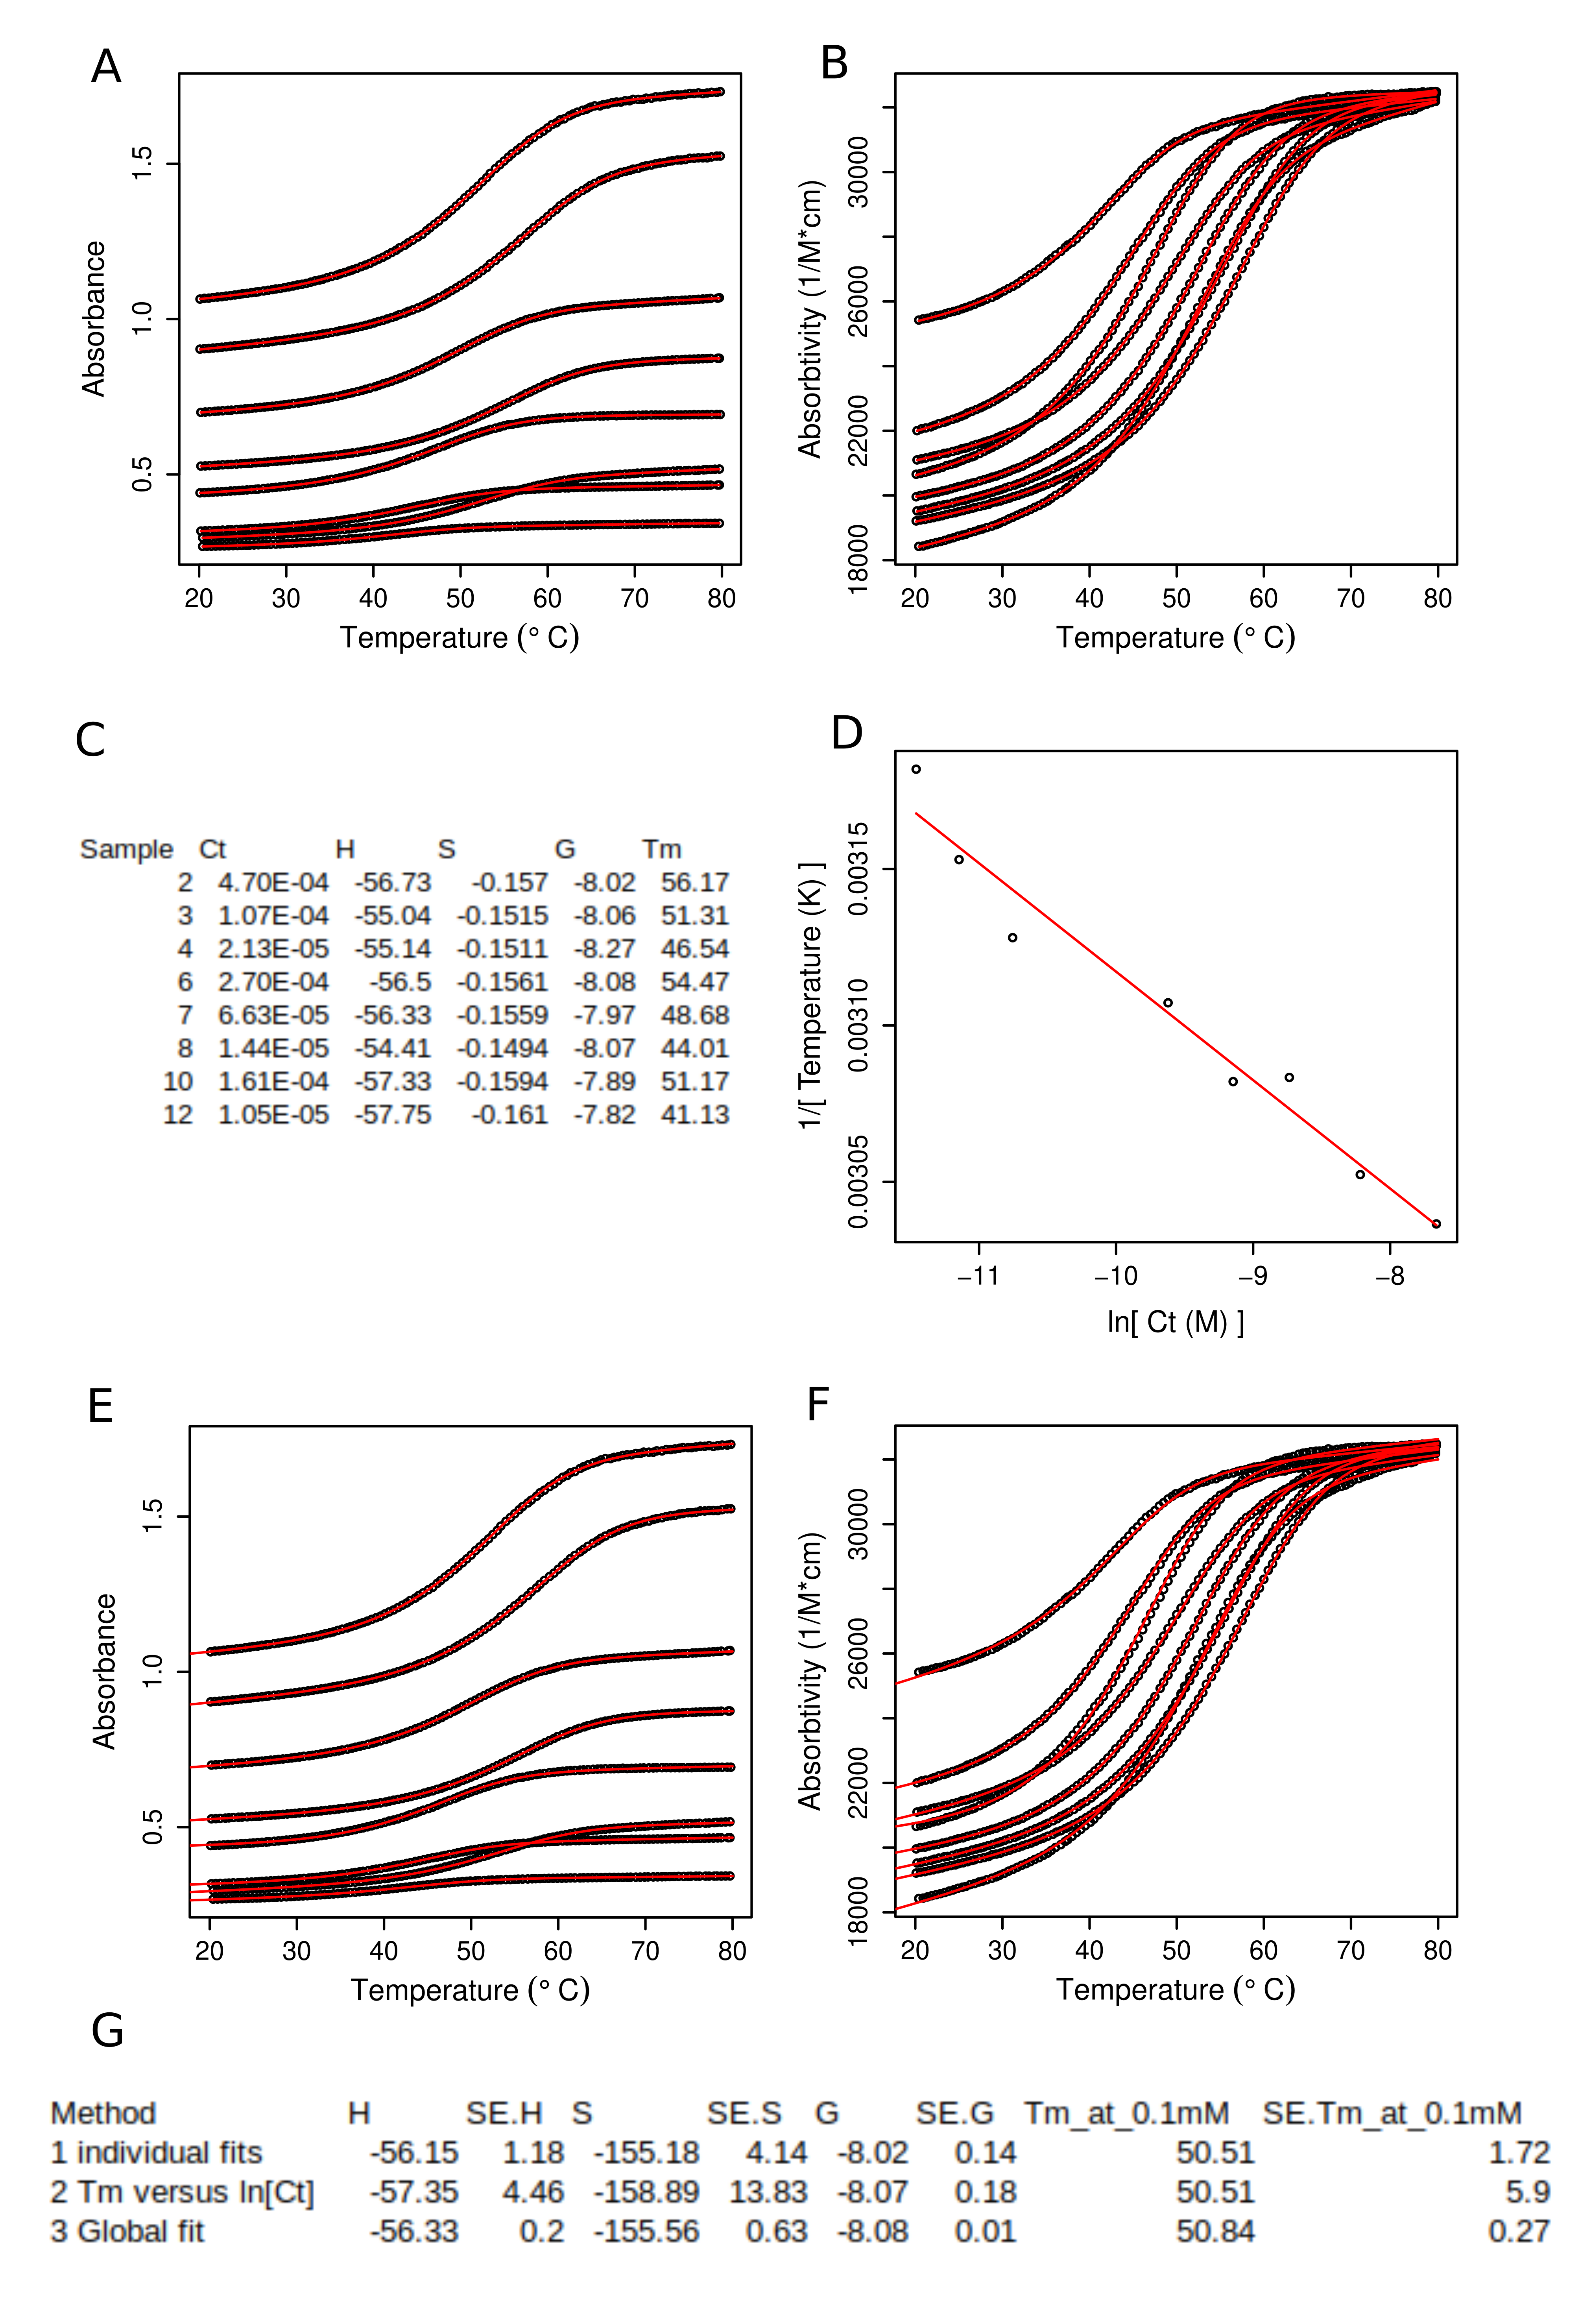 A
1.5
1.0
0.5
Absorbance
20 30 40 50 60 70 80
Temperature (° C)
B
30000
26000
22000
18000
Absorbtivity (1/M*cm)
20 30 40 50 60 70 80
Temperature (° C)
C
Sample Ct H S G Tm
2 4.70E-04 -56.73 -0.157 -8.02 56.17
3 1.07E-04 -55.04 -0.1515 -8.06 51.31
4 2.13E-05 -55.14 -0.1511 -8.27 46.54
6 2.70E-04 -56.5 -0.1561 -8.08 54.47
7 6.63E-05 -56.33 -0.1559 -7.97 48.68
8 1.44E-05 -54.41 -0.1494 -8.07 44.01
10 1.61E-04 -57.33 -0.1594 -7.89 51.17
12 1.05E-05 -57.75 -0.161 -7.82 41.13
D
0.00315
0.00310
0.00305
1/[ Temperature (K) ]
−11 −10 −9 −8
ln[ Ct (M) ]
E
1.5
1.0
0.5
Absorbance
20 30 40 50 60 70 80
Temperature (° C)
F
30000
26000
22000
18000
Absorbtivity (1/M*cm)
20 30 40 50 60 70 80
Temperature (° C)
G
Method H SE.H S SE.S G SE.G Tm_at_0.1mM SE.Tm_at_0.1mM
1 individual fits -56.15 1.18 -155.18 4.14 -8.02 0.14 50.51 1.72
2 Tm versus ln[Ct] -57.35 4.46 -158.89 13.83 -8.07 0.18 50.51 5.9
3 Global fit -56.33 0.2 -155.56 0.63 -8.08 0.01 50.84 0.27